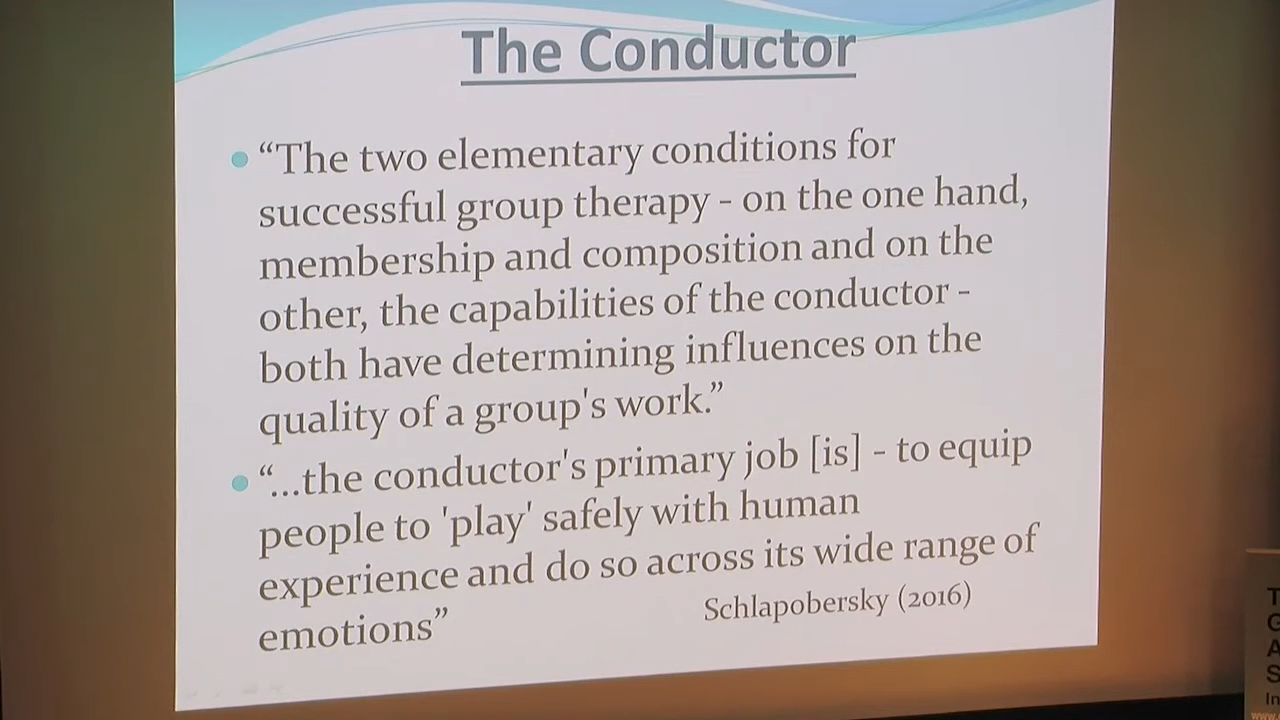 The Conductor
“The two elementary conditions for
successful group therapy - on the one hand,
membership and composition and on the
other, the capabilities of the conductor -
both have determining influences on the
quality of a group's work.”
“...the conductor's primary job [is] - to equip
people to 'play' safely with human
experience and do so across its wide range of
emotions”
Schlapobersky (2016)
T
G
A
S
In
www